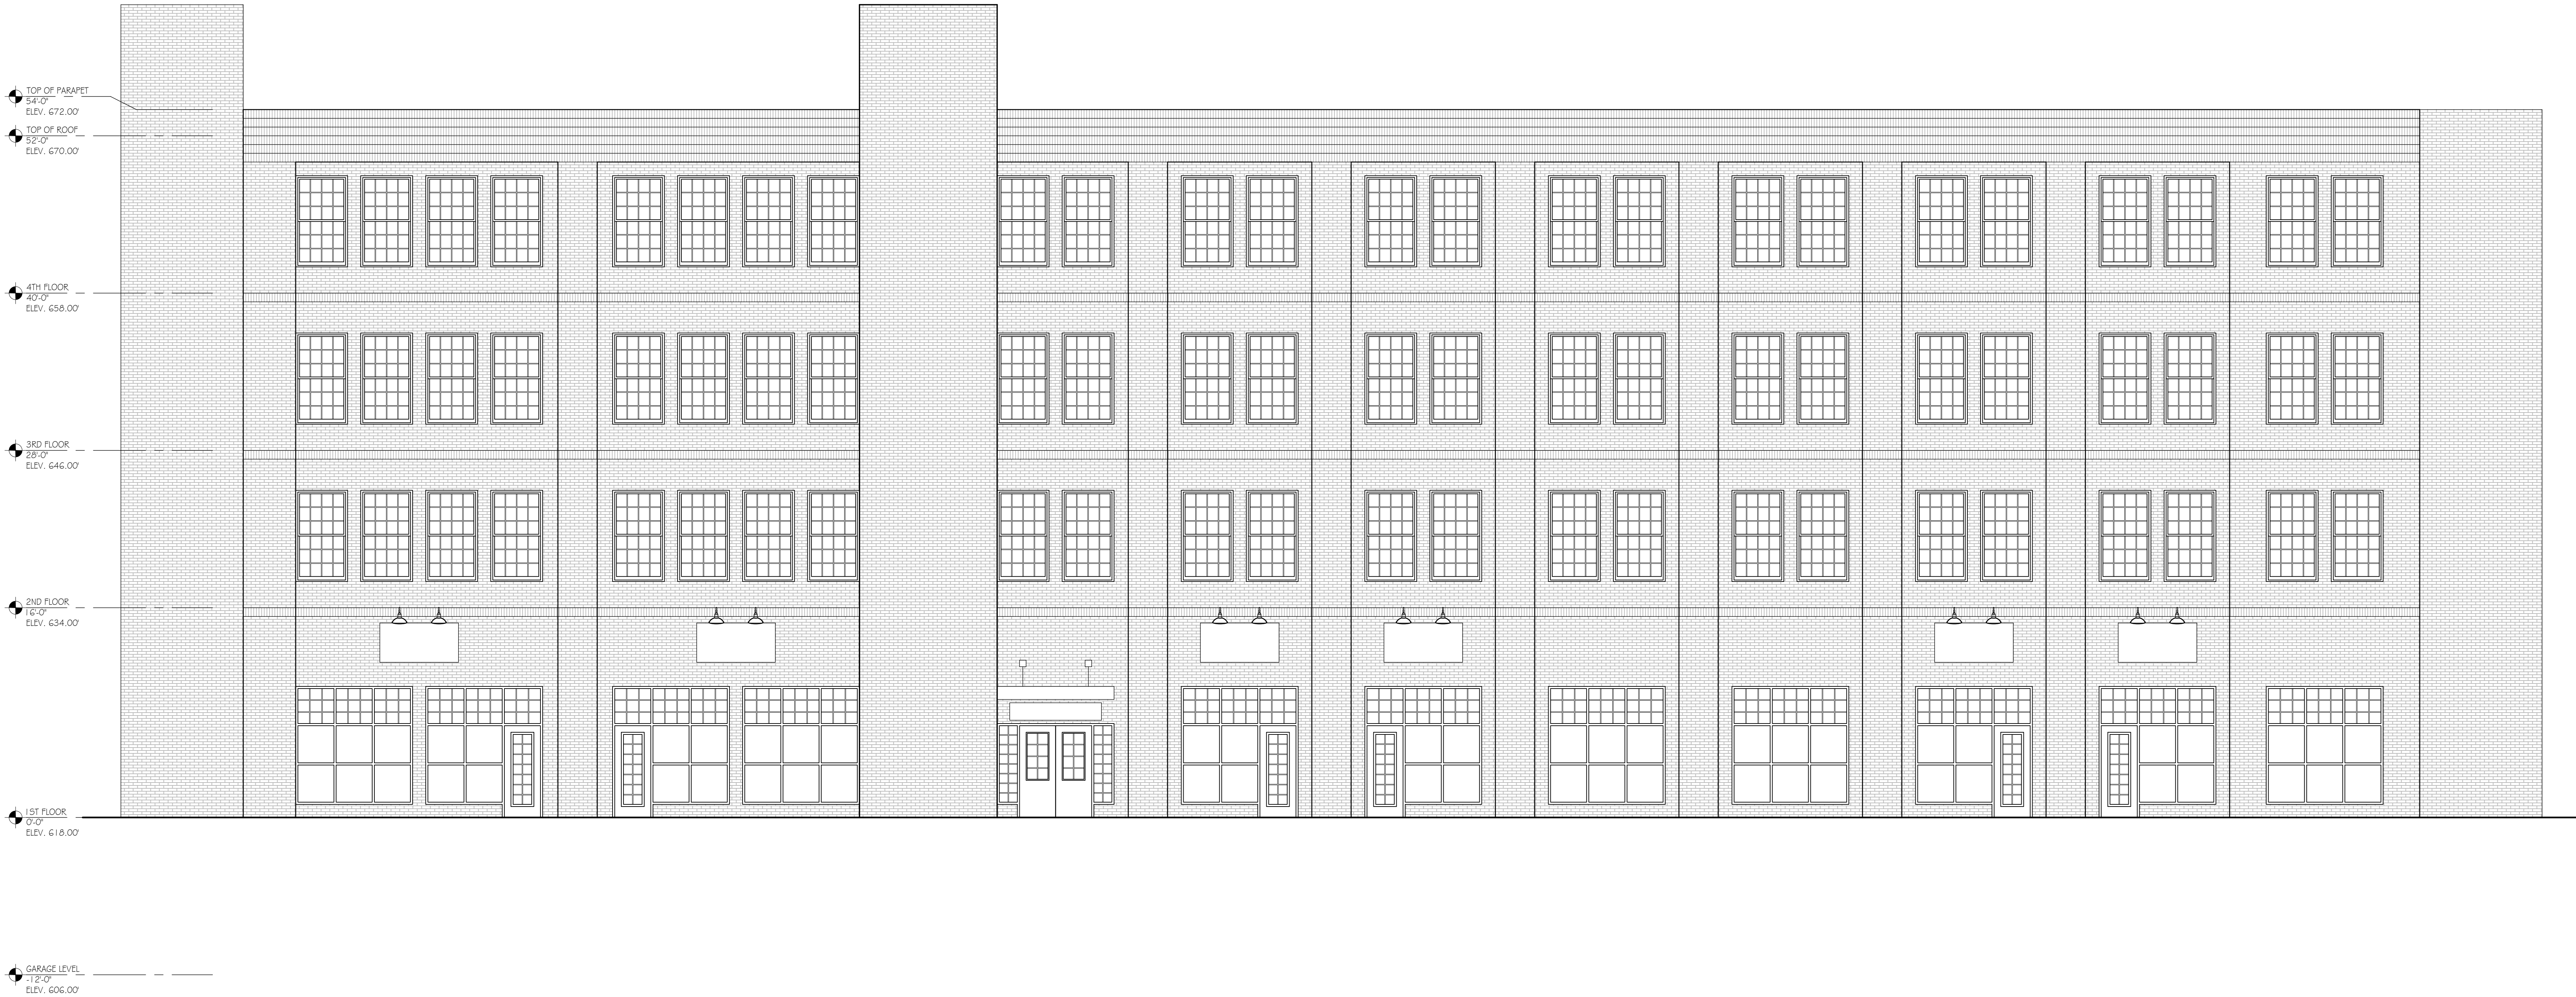 TOP OF PARAPET
54'-0"
ELEV. 672.00'
TOP OF ROOF
52'-0"
ELEV. 670.00'
4TH FLOOR
40'-0"
ELEV. 658.00'
3RD FLOOR
28'-0"
ELEV. 646.00'
2ND FLOOR
16'-0"
ELEV. 634.00'
1ST FLOOR
0'-0"
ELEV. 618.00'
GARAGE LEVEL
-12'-0"
ELEV. 606.00'